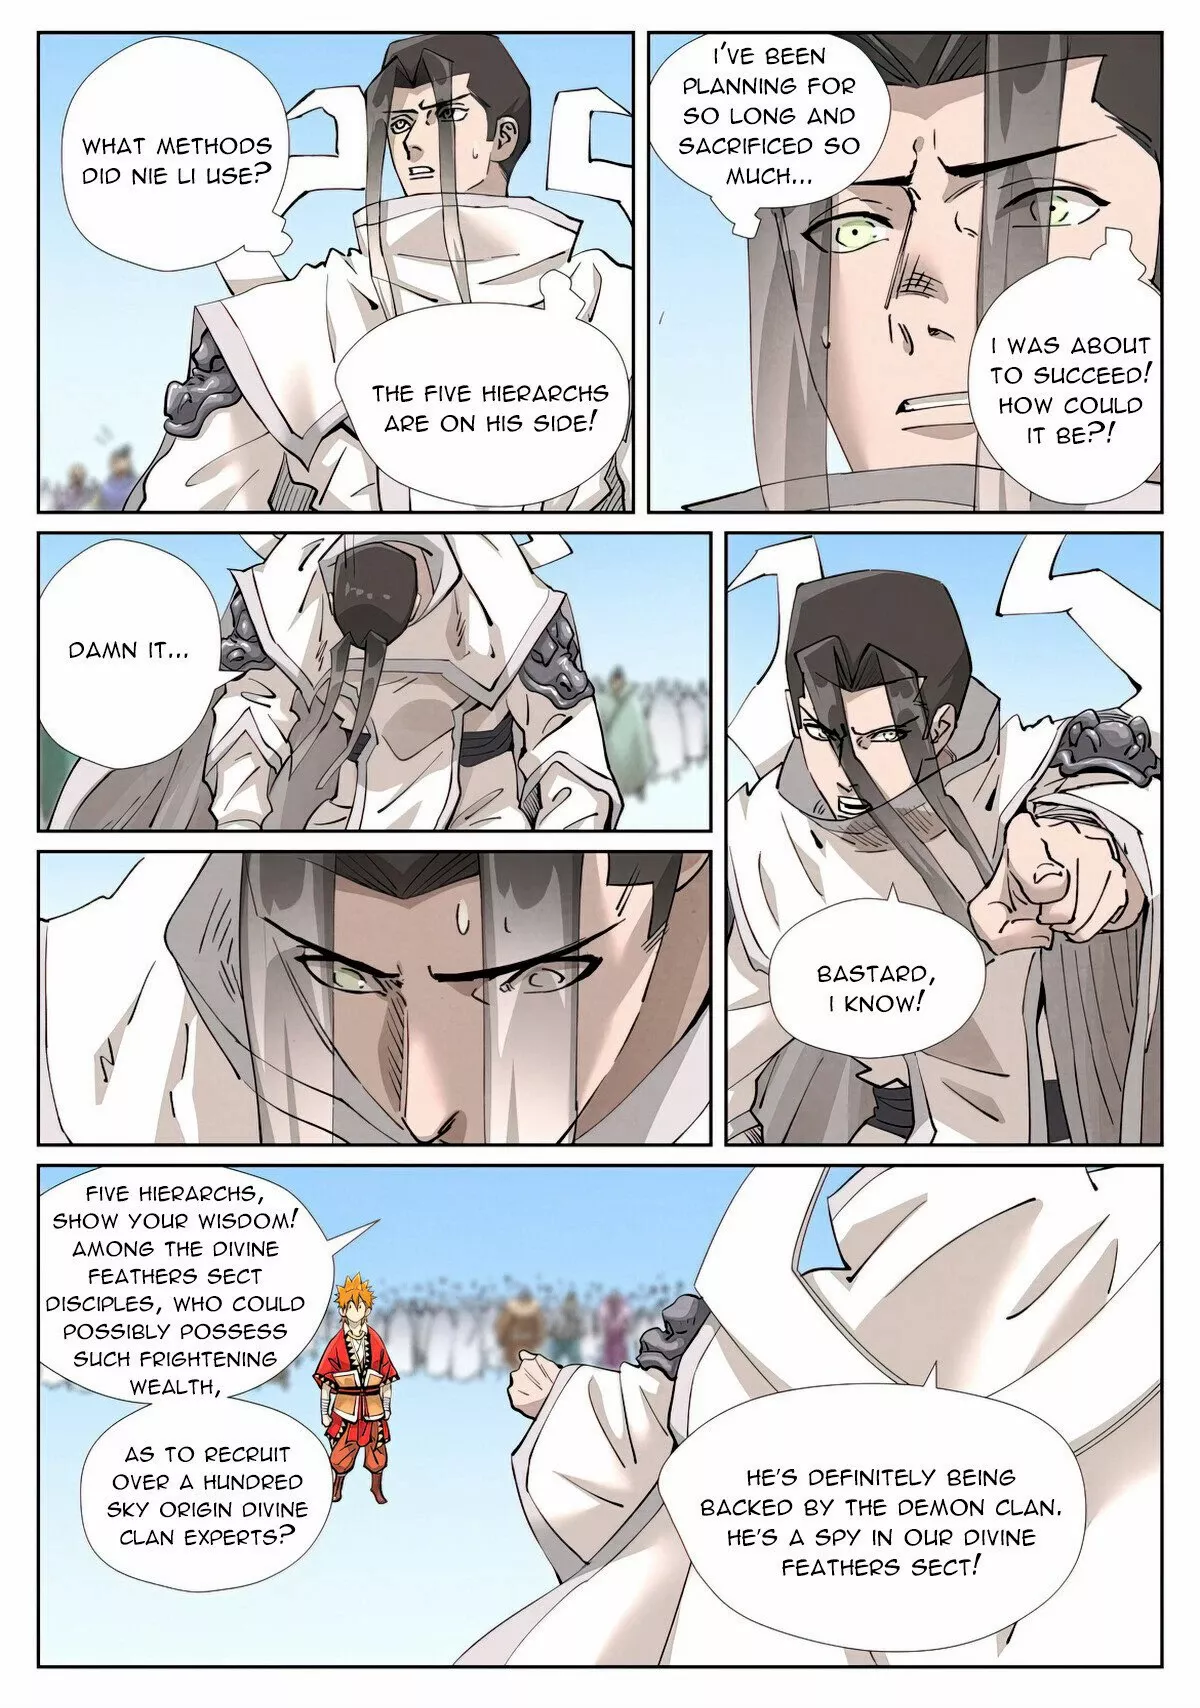 WHAT METHODS
DID NIE LI USE?
THE FIVE HIERARCHS
ARE ON HIS SIDE!
I'VE BEEN
PLANNING FOR
SO LONG AND
SACRIFICED SO
MUCH...
I WAS ABOUT
TO SUCCEED!
HOW COULD
IT BE?!
DAMN IT...
BASTARD,
I KNOW!
FIVE HIERARCHS,
SHOW YOUR WISDOM!
AMONG THE DIVINE
FEATHERS SECT
DISCIPLES, WHO COULD
POSSIBLY POSSESS
SUCH FRIGHTENING
WEALTH,
AS TO RECRUIT
OVER A HUNDRED
SKY ORIGIN DIVINE
CLAN EXPERTS?
HE'S DEFINITELY BEING
BACKED BY THE DEMON CLAN.
HE'S A SPY IN OUR DIVINE
FEATHERS SECT!